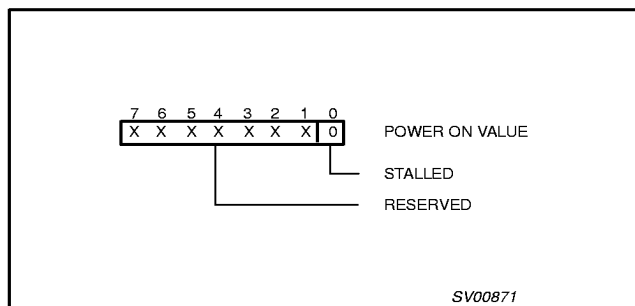 7 6 5 4 3 2 1 0
X X X X X X X 0 POWER ON VALUE
STALLED
RESERVED
SV00871